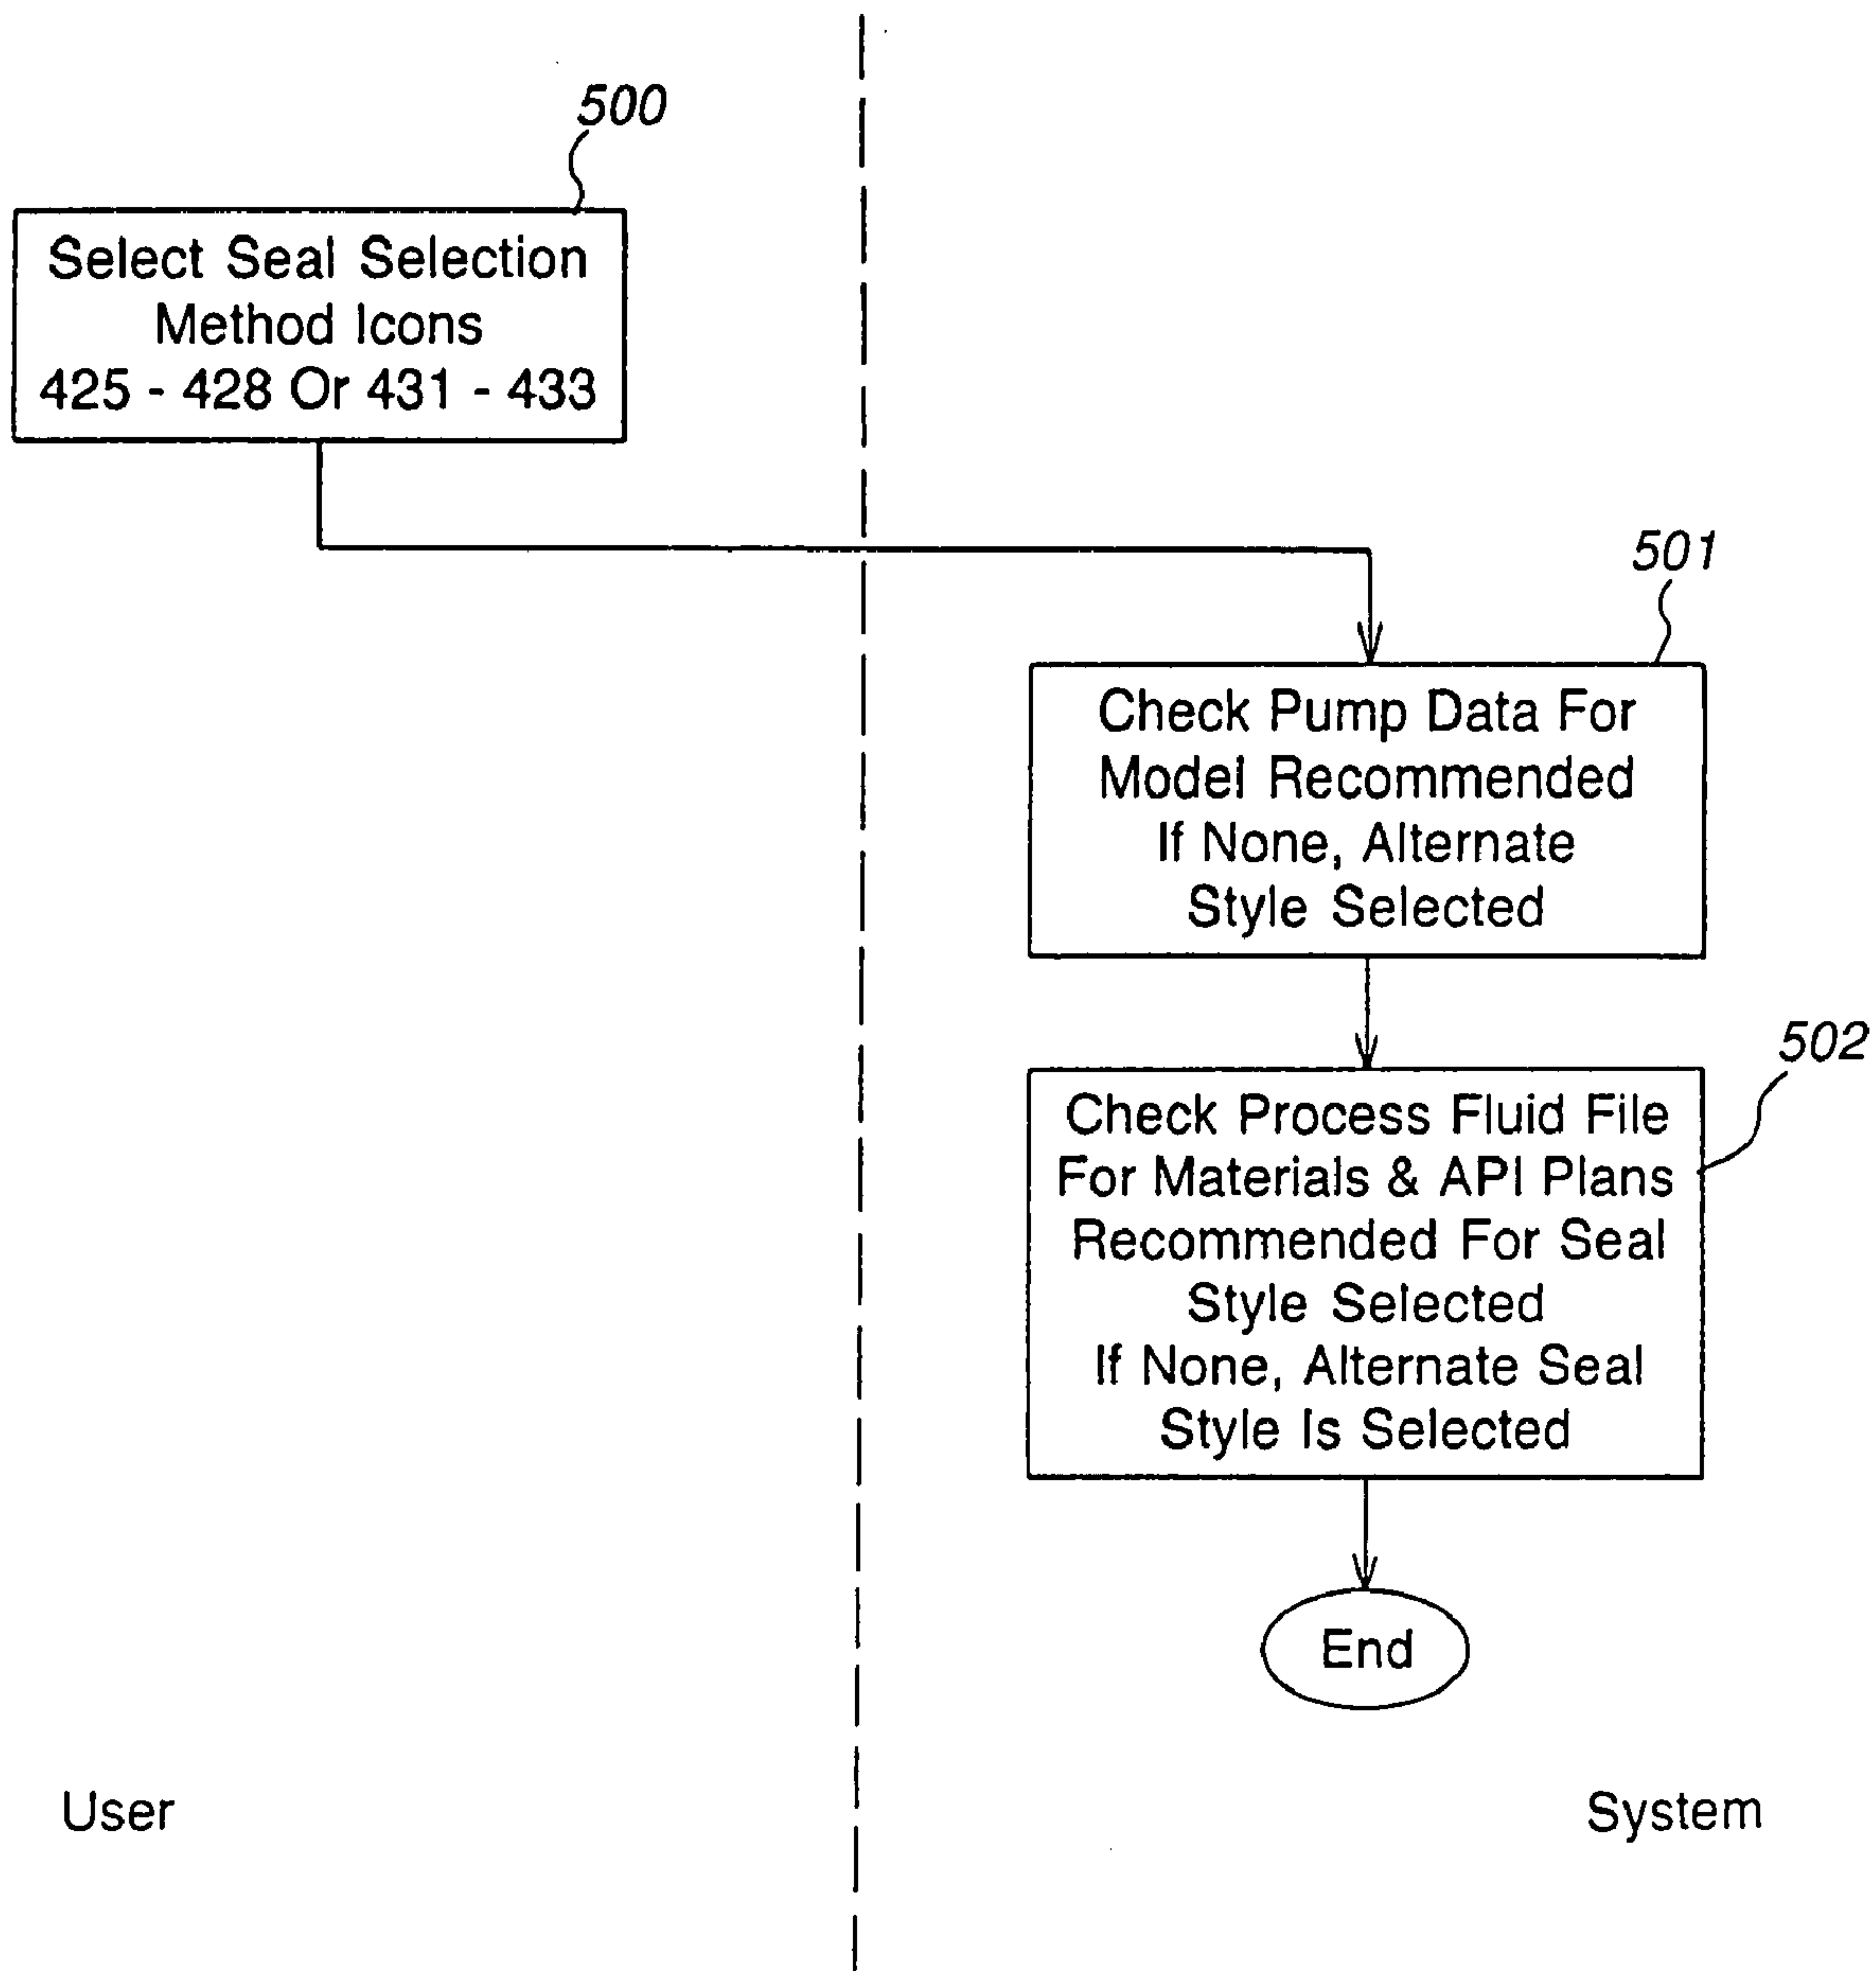 500
Select Seal Selection
Method Icons
425 - 428 Or 431 - 433
501
Check Pump Data For
Model Recommended
If None, Alternate
Style Selected
502
Check Process Fluid File
For Materials & API Plans
Recommended For Seal
Style Selected
If None, Alternate Seal
Style Is Selected
End
User
System